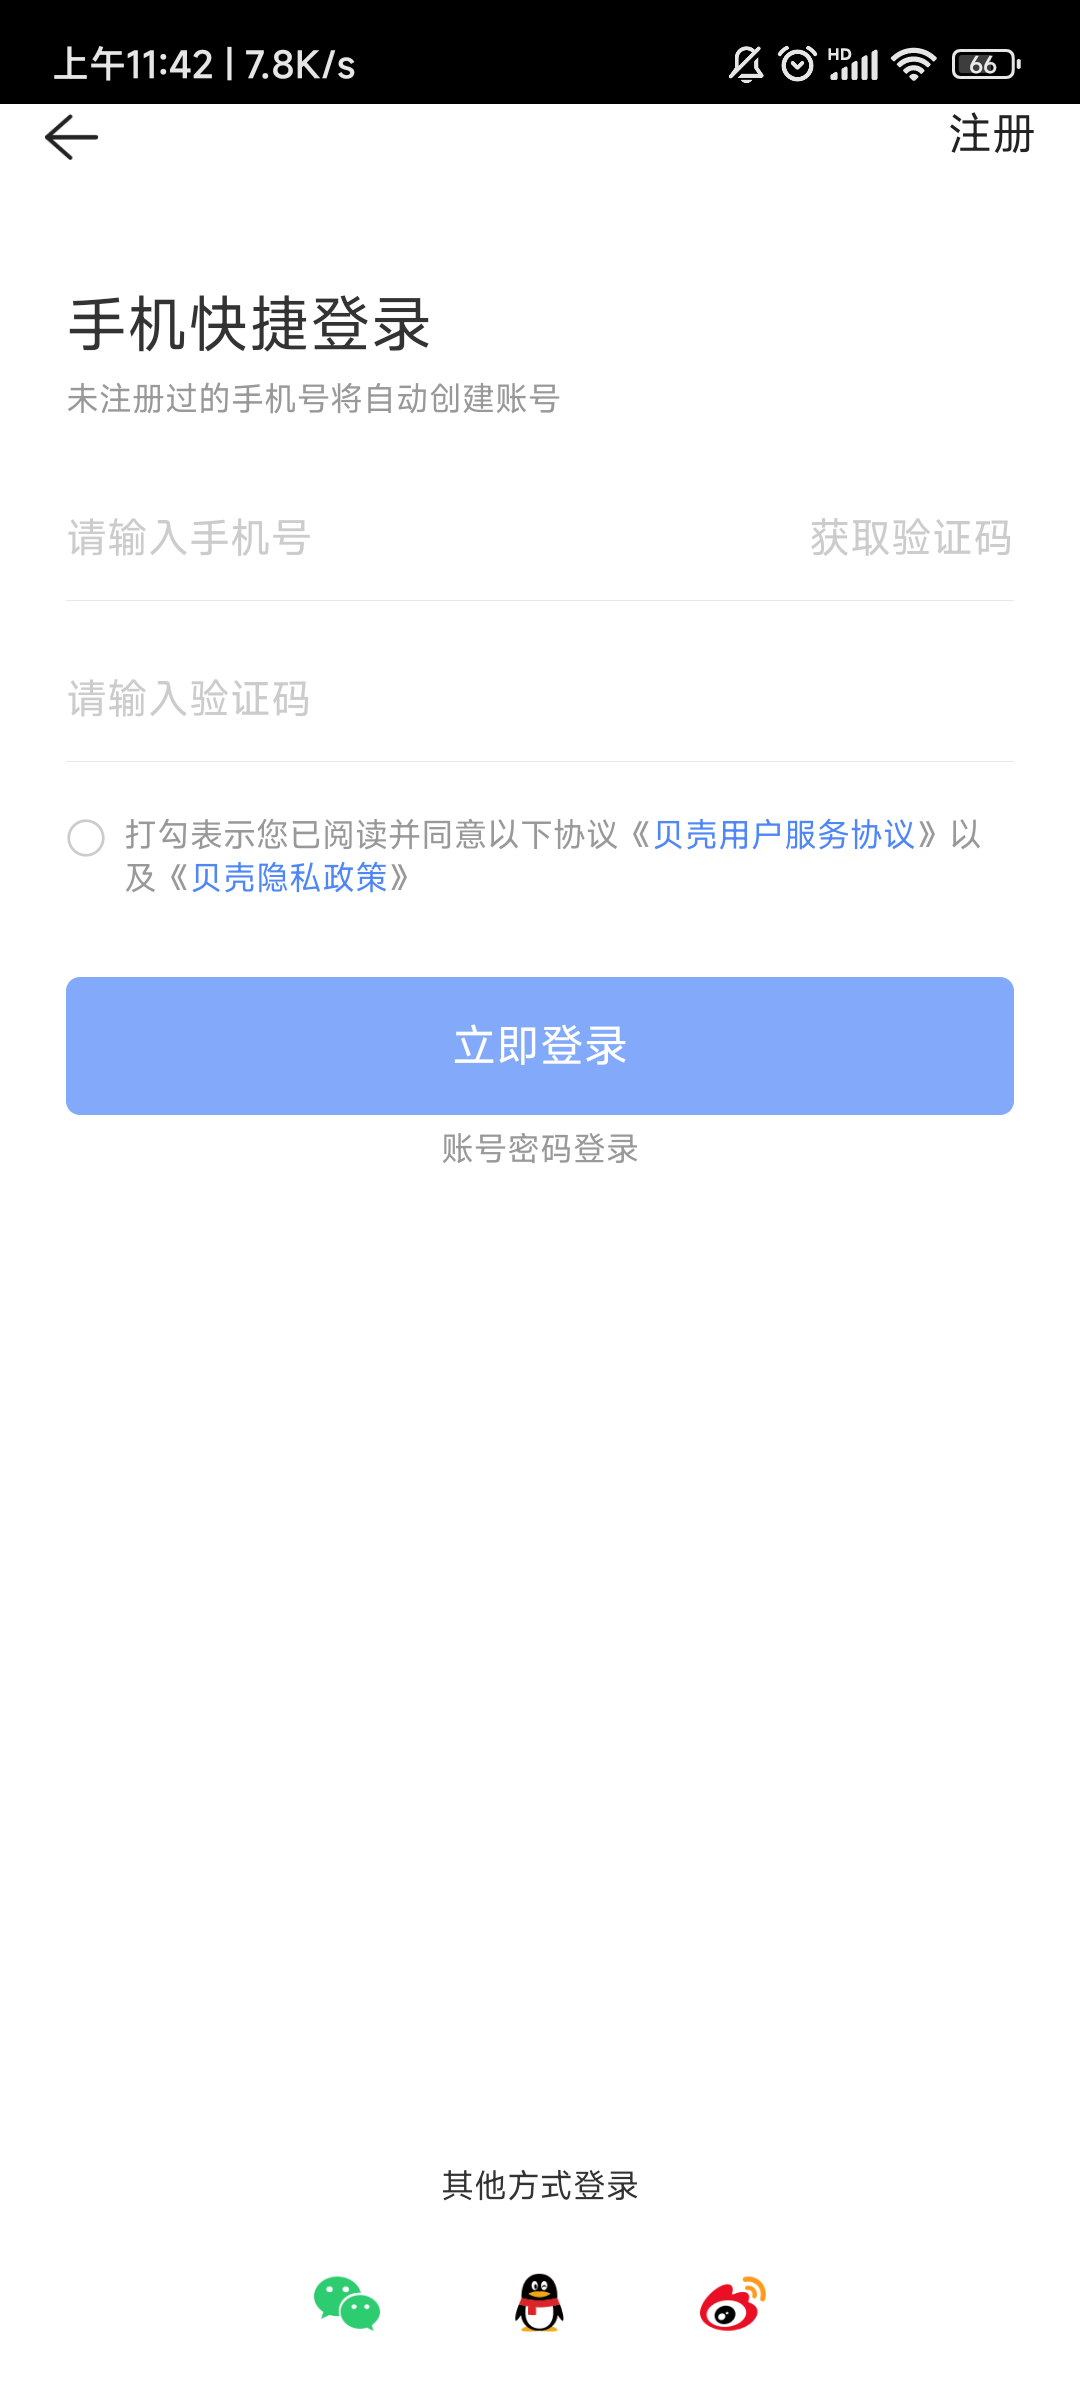 上午11:42 | 7.8K/s
HD
66
注册
手机快捷登录
未注册过的手机号将自动创建账号
请输入手机号
获取验证码
请输入验证码
打勾表示您已阅读并同意以下协议《贝壳用户服务协议》以
及《贝壳隐私政策》
立即登录
账号密码登录
其他方式登录